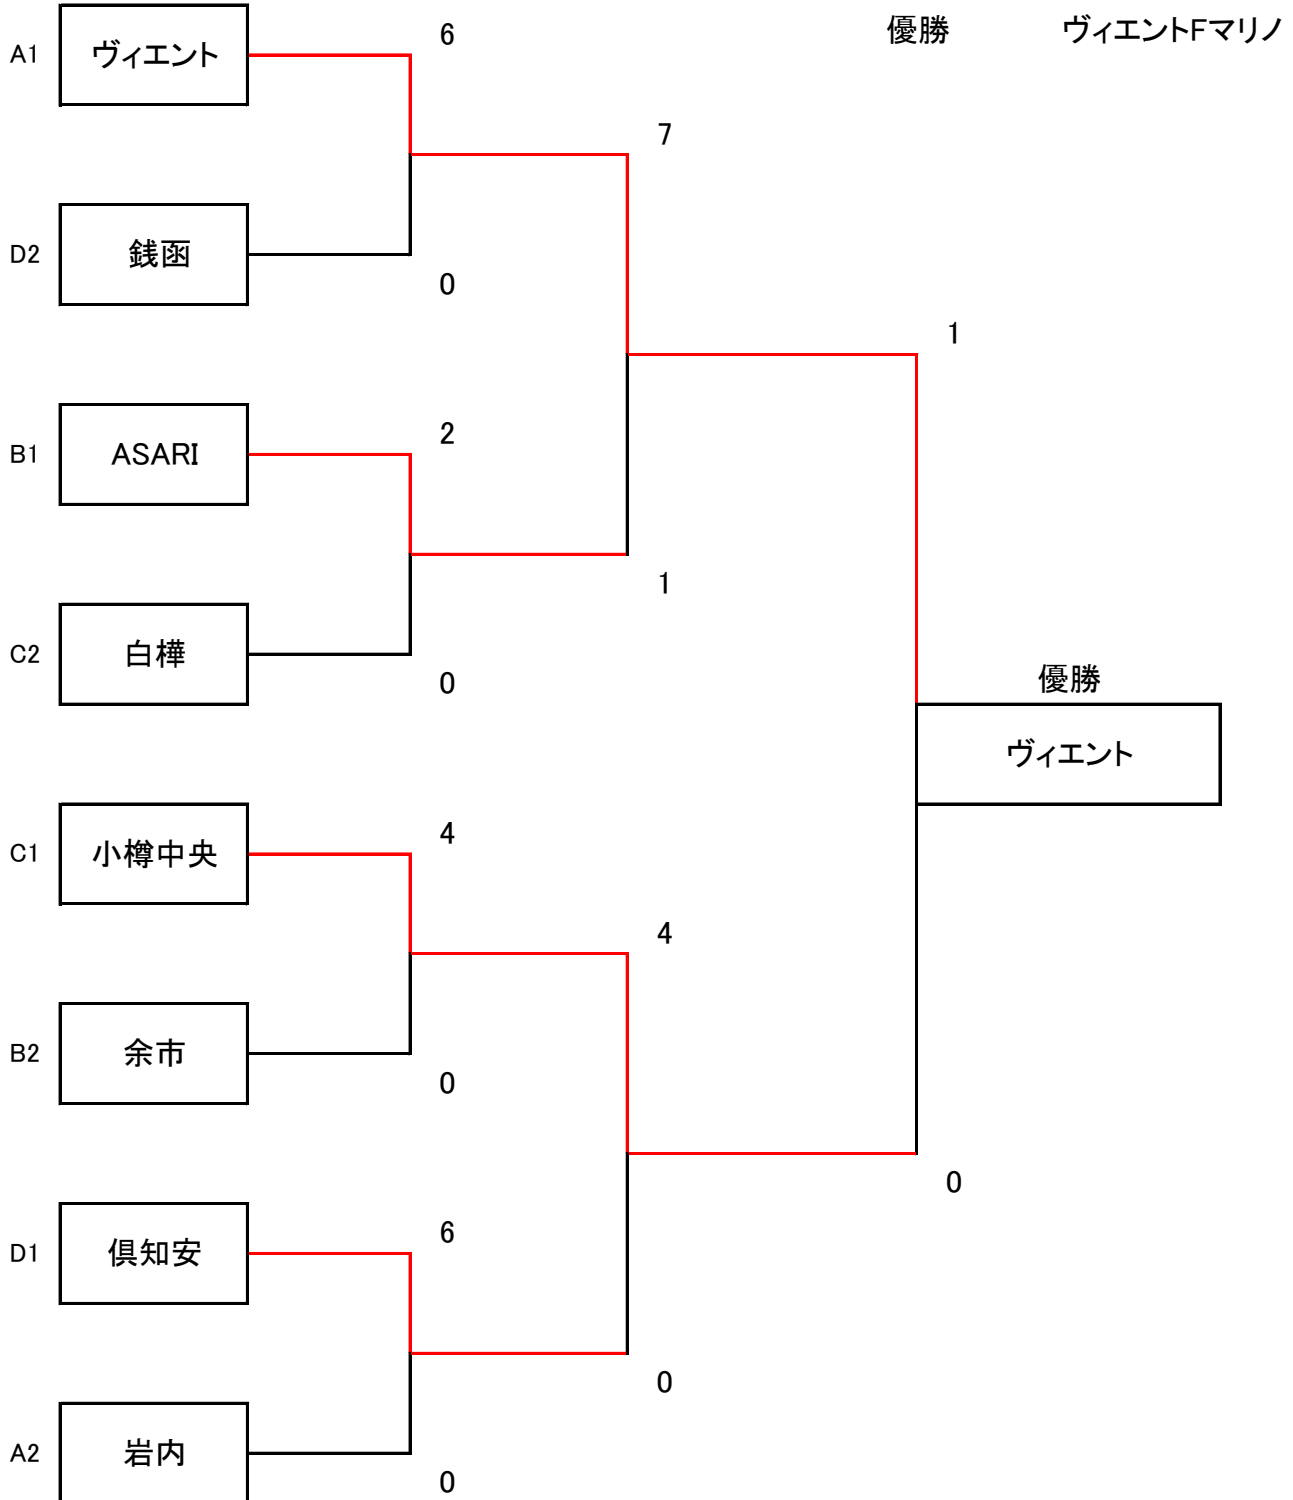 優勝 ヴィエントFマリノ
A1 ヴィエント 6
7
D2 銭函
0
1
B1 ASARI 2
1
C2 白樺
0
優勝
ヴィエント
C1 小樽中央 4
4
B2 余市
0
0
D1 倶知安 6
0
A2 岩内
0